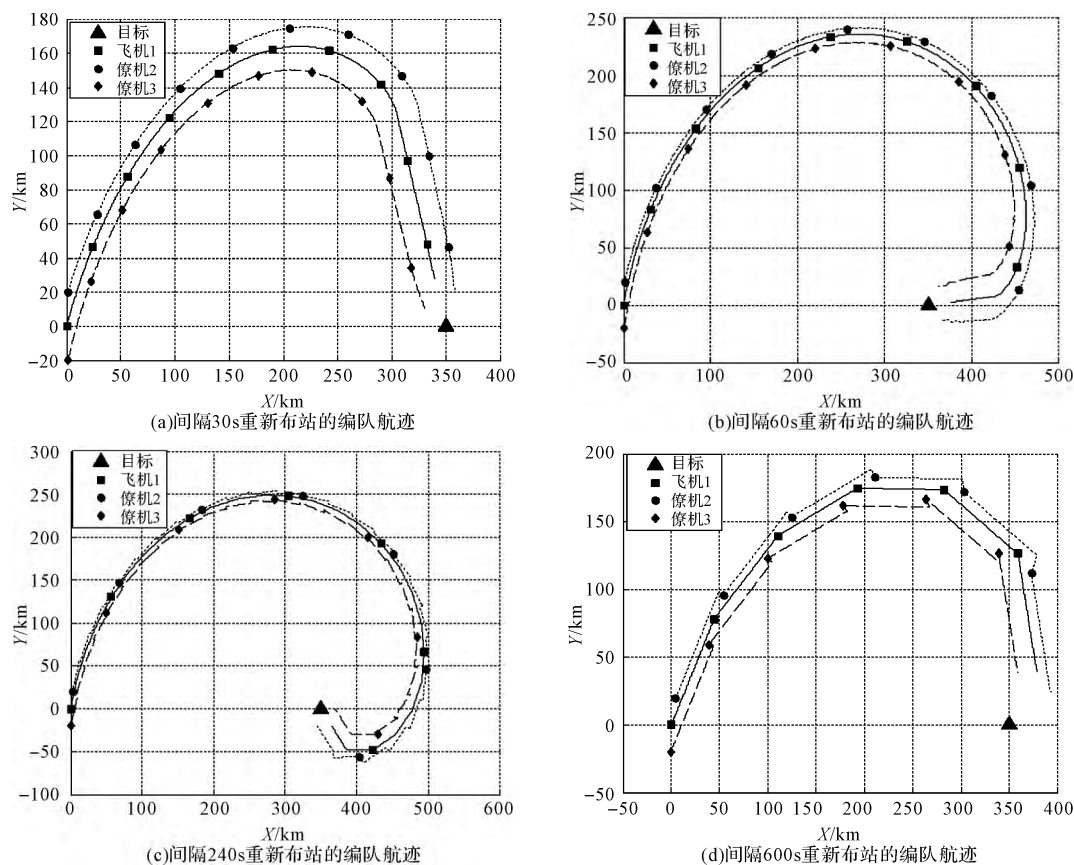 180
160
140
120
100
80
60
40
20
0
-20
Y/km
目标
飞机1
僚机2
僚机3
0 50 100 150 200 250 300 350 400
X/km
(a)间隔30s重新布站的编队航迹
250
200
150
100
50
0
-50
Y/km
目标
飞机1
僚机2
僚机3
0 100 200 300 400 500
X/km
(b)间隔60s重新布站的编队航迹
300
250
200
150
100
50
0
-50
-100
Y/km
目标
飞机1
僚机2
僚机3
0 100 200 300 400 500 600
X/km
(c)间隔240s重新布站的编队航迹
200
150
100
50
0
-50
Y/km
目标
飞机1
僚机2
僚机3
-50 0 50 100 150 200 250 300 350 400
X/km
(d)间隔600s重新布站的编队航迹